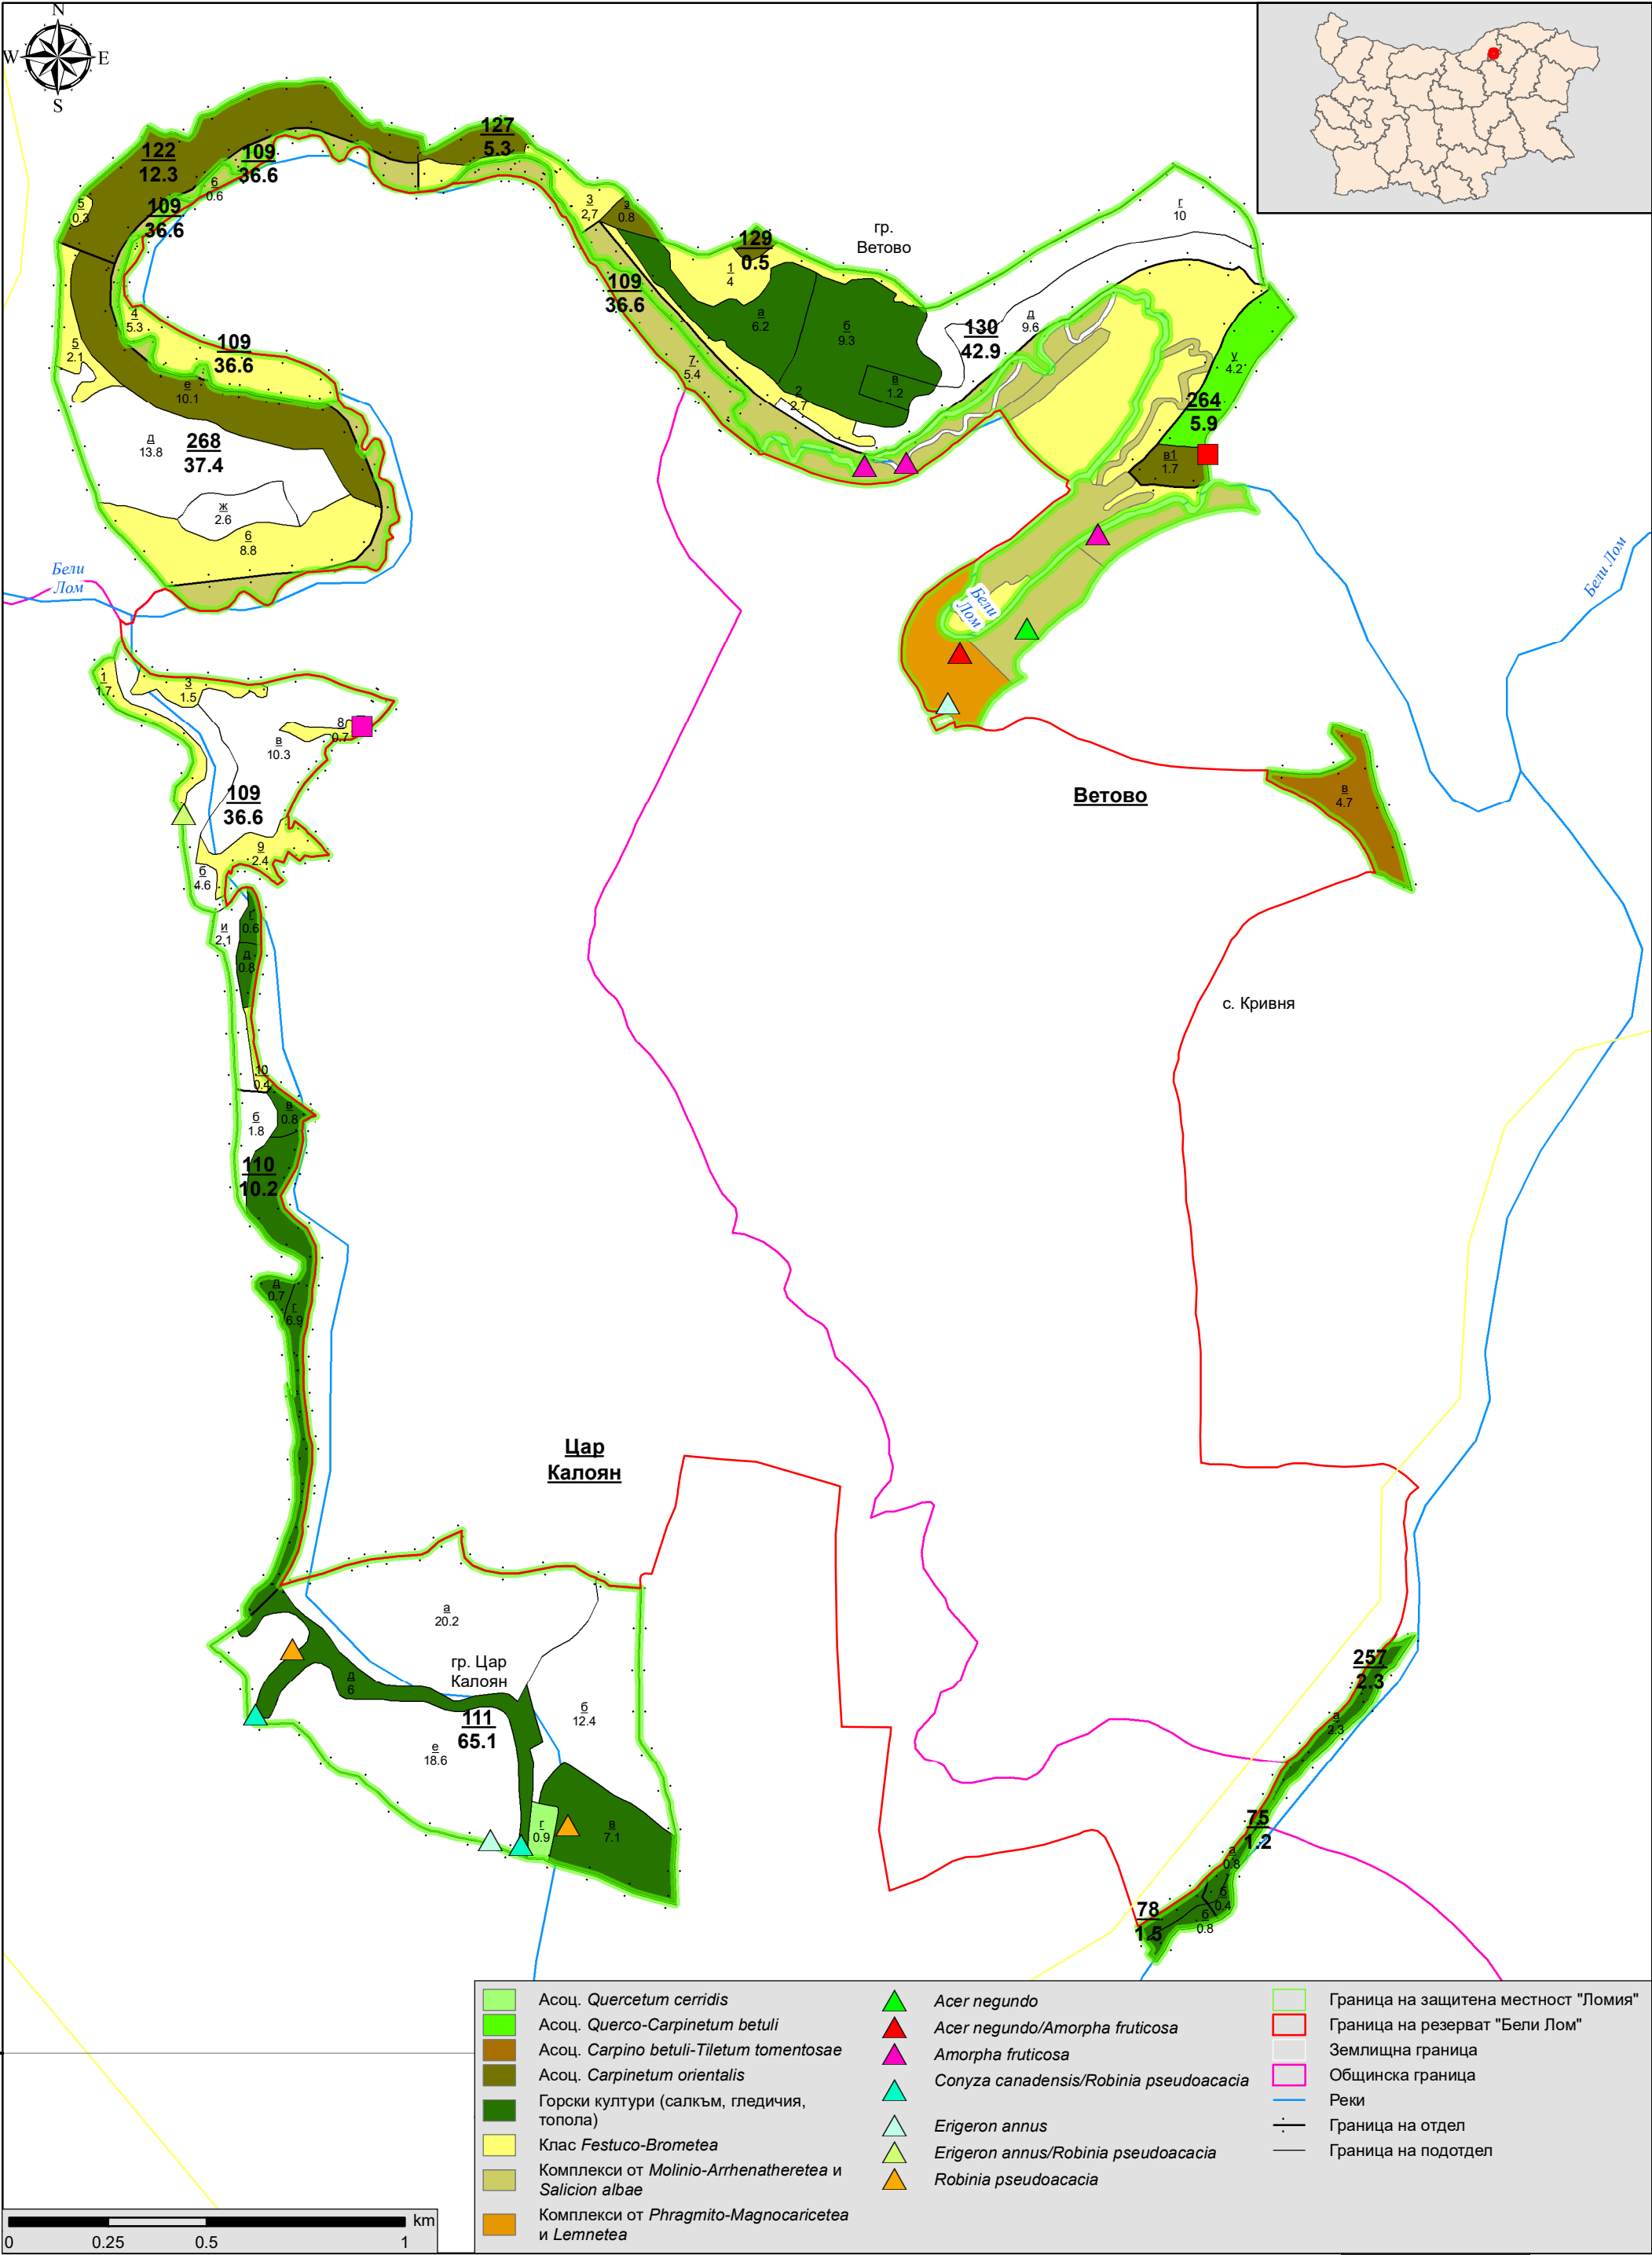 N
W
E
S
122
12.3
109
36.6
127
5.3
6
0.6
109
36.6
5
0.3
3
2.7
3
0.8
129
0.5
гр.
Ветово
г
10
1
4
109
36.6
а
6.2
б
9.3
130
42.9
д
9.6
4
5.3
109
36.6
5
2.1
е
10.1
7
5.4
2
2.7
в
1.2
у
4.2
264
5.9
д
13.8
268
37.4
в1
1.7
ж
2.6
6
8.8
Бели
Лом
Бели
Лом
Бели Лом
1
1.7
3
1.5
8
0.7
в
10.3
109
36.6
Ветово
в
4.7
9
2.4
б
4.6
и
2.1
г
0.6
д
0.8
с. Кривня
10
0.4
б
1.8
в
0.8
110
10.2
д
0.7
г
6.9
Цар
Калоян
а
20.2
гр. Цар
Калоян
д
6
б
12.4
111
65.1
е
18.6
г
0.9
в
7.1
257
2.3
а
2.3
75
1.2
а
0.8
б
0.4
78
1.5
б
0.8
Асоц. Quercetum cerridis
Асоц. Querco-Carpinetum betuli
Асоц. Carpino betuli-Tiletum tomentosae
Асоц. Carpinetum orientalis
Горски култури (салкъм, гледичия,
топола)
Клас Festuco-Brometea
Комплекси от Molinio-Arrhenatheretea и
Salicion albae
Комплекси от Phragmito-Magnocaricetea
и Lemnetea
Acer negundo
Acer negundo/Amorpha fruticosa
Amorpha fruticosa
Conyza canadensis/Robinia pseudoacacia
Erigeron annus
Erigeron annus/Robinia pseudoacacia
Robinia pseudoacacia
Граница на защитена местност "Ломия"
Граница на резерват "Бели Лом"
Землищна граница
Общинска граница
Реки
Граница на отдел
Граница на подотдел
km
0 0.25 0.5 1